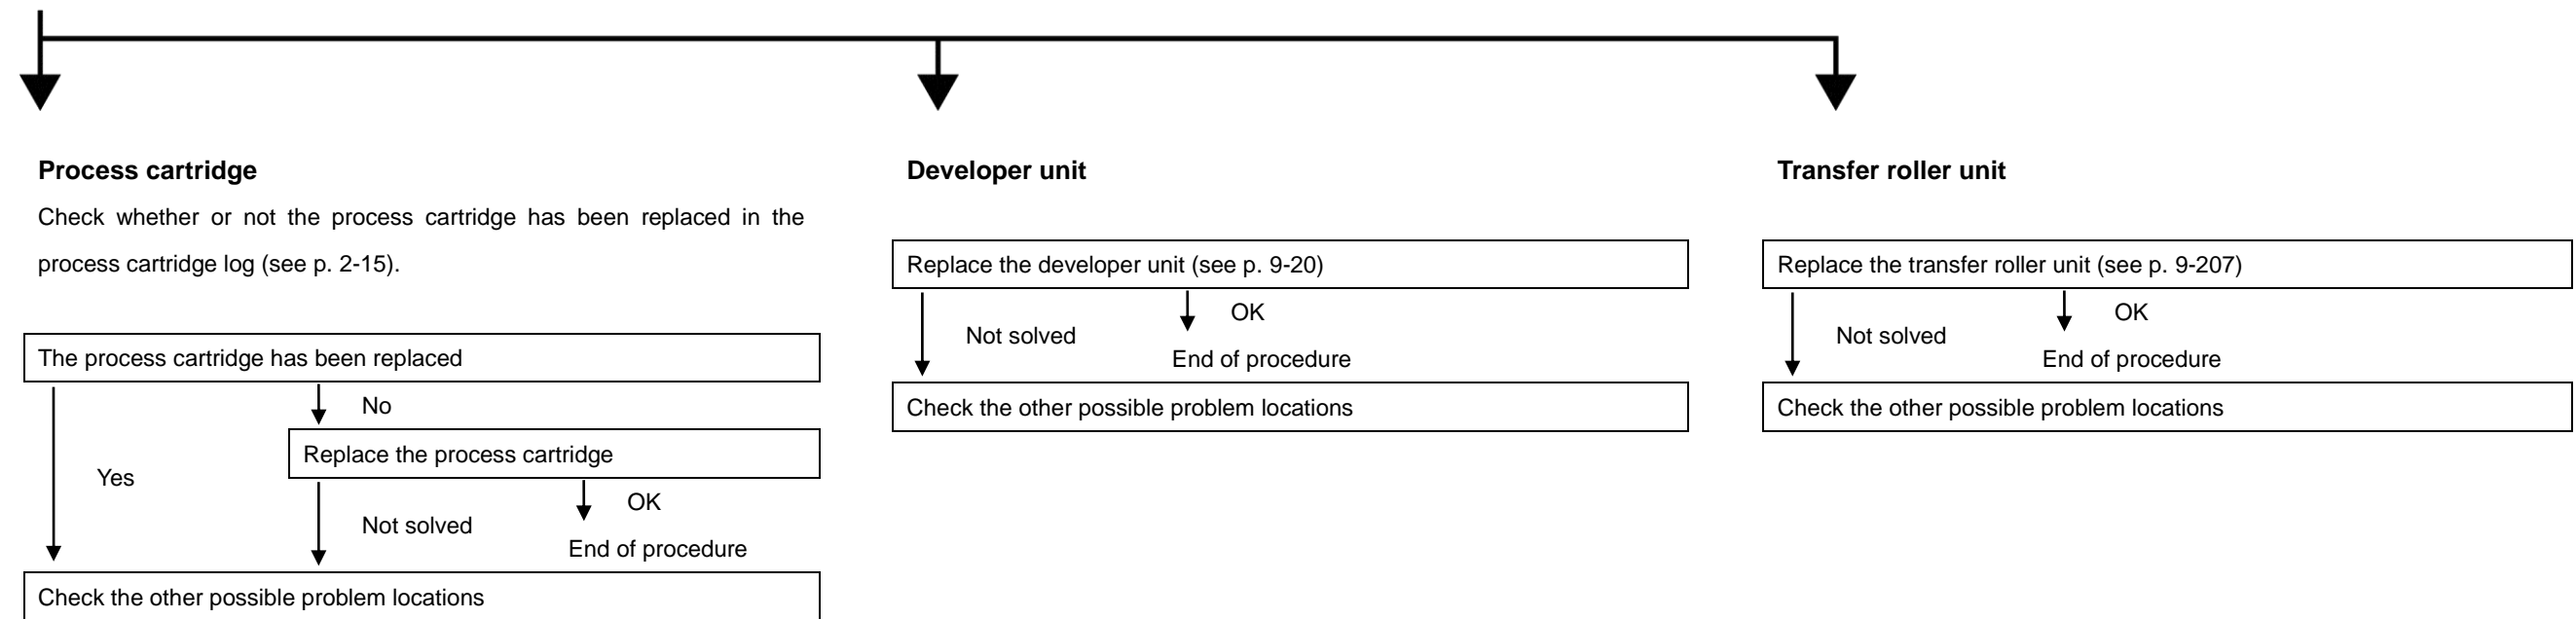 Process cartridge
Check whether or not the process cartridge has been replaced in the
process cartridge log (see p. 2-15).
The process cartridge has been replaced
No
Replace the process cartridge
Yes
OK
Not solved
End of procedure
Check the other possible problem locations
Developer unit
Replace the developer unit (see p. 9-20)
OK
Not solved
End of procedure
Check the other possible problem locations
Transfer roller unit
Replace the transfer roller unit (see p. 9-207)
OK
Not solved
End of procedure
Check the other possible problem locations